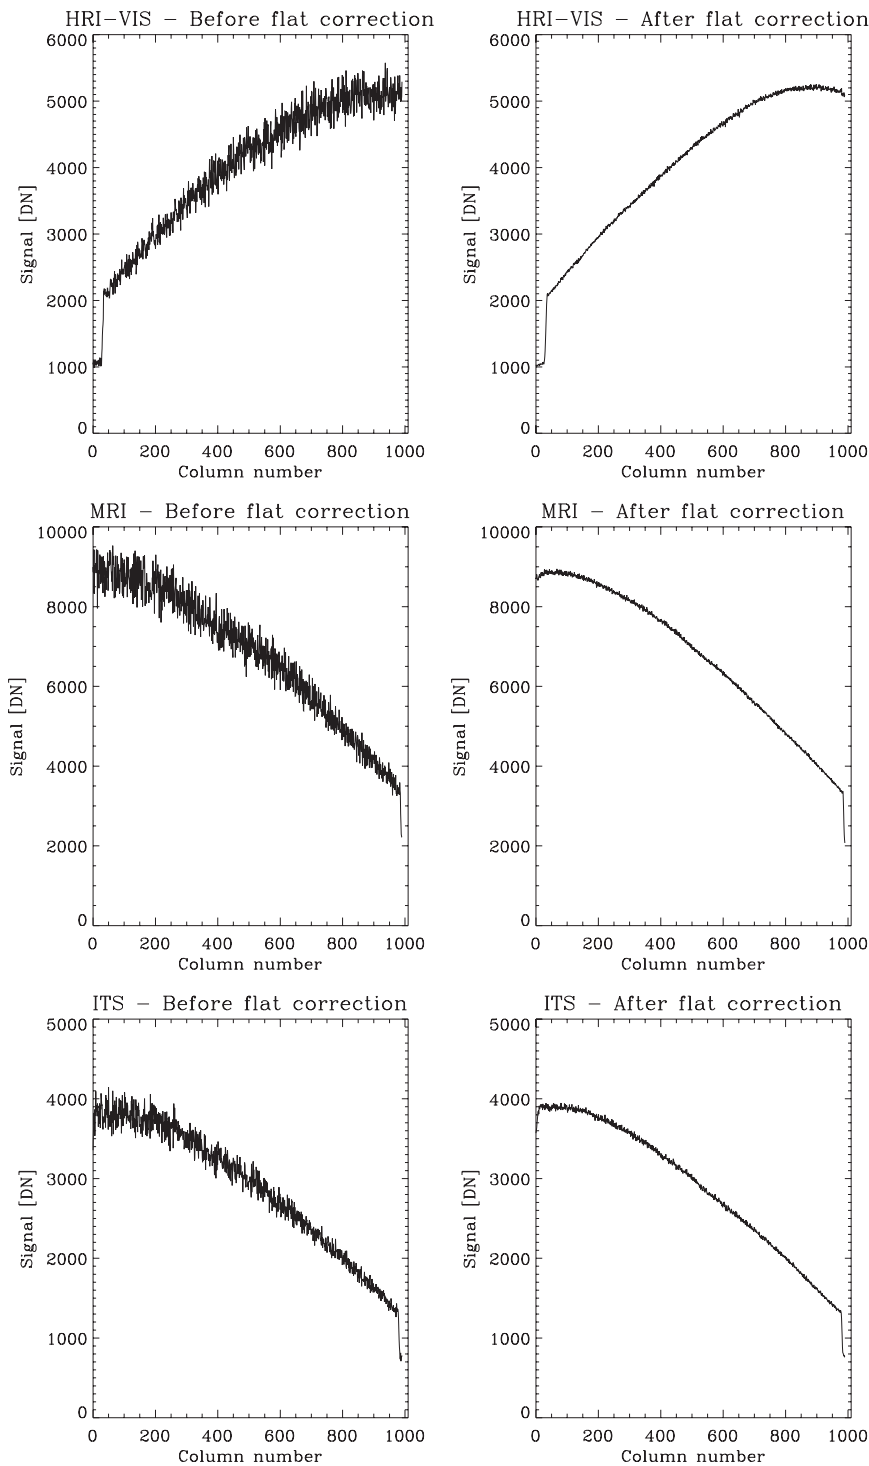 HRI-VIS - Before flat correction
6000
5000
4000
3000
2000
1000
0
Signal [DN]
0 200 400 600 800 1000
Column number
HRI-VIS - After flat correction
6000
5000
4000
3000
2000
1000
0
Signal [DN]
0 200 400 600 800 1000
Column number
MRI - Before flat correction
10000
8000
6000
4000
2000
0
Signal [DN]
0 200 400 600 800 1000
Column number
MRI - After flat correction
10000
8000
6000
4000
2000
0
Signal [DN]
0 200 400 600 800 1000
Column number
ITS - Before flat correction
5000
4000
3000
2000
1000
0
Signal [DN]
0 200 400 600 800 1000
Column number
ITS - After flat correction
5000
4000
3000
2000
1000
0
Signal [DN]
0 200 400 600 800 1000
Column number